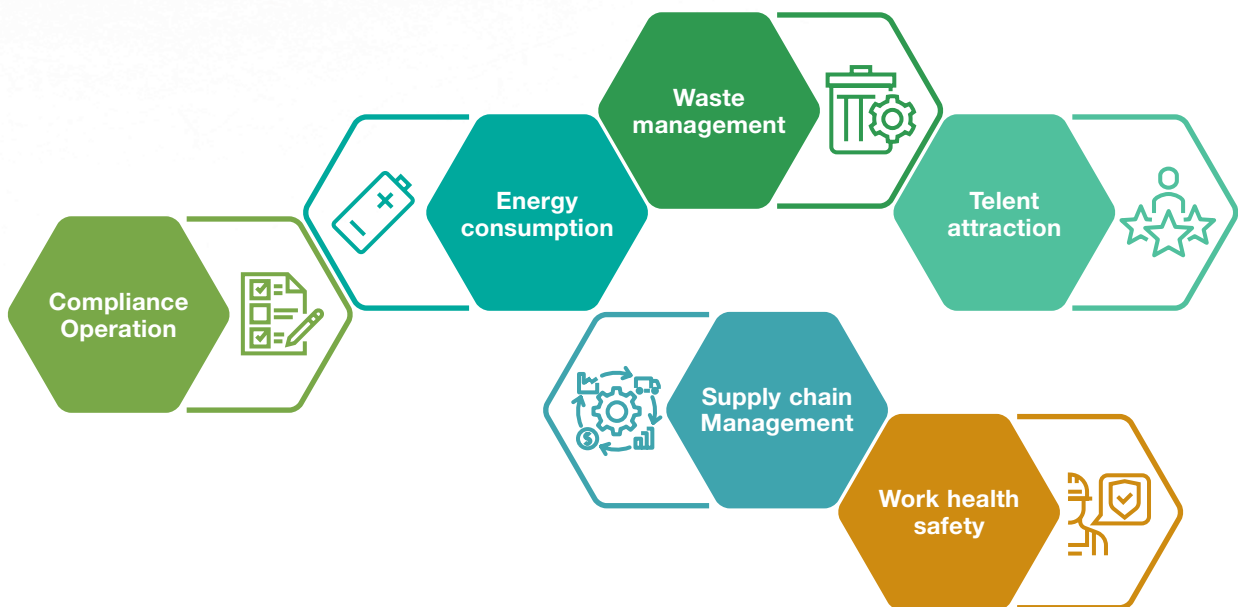 Waste
management
Energy
consumption
Telent
attraction
Compliance
Operation
Supply chain
Management
Work health
safety